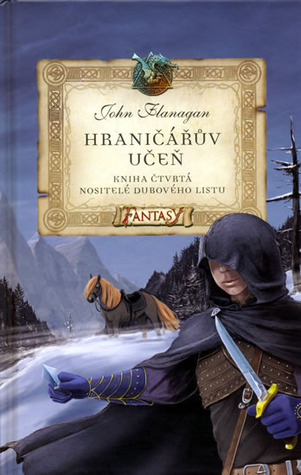 John Flanagan
HRANIČÁŘŮV
UČEŇ
KNIHA ČTVRTÁ
NOSITELÉ DUBOVÉHO LISTU
FANTASY